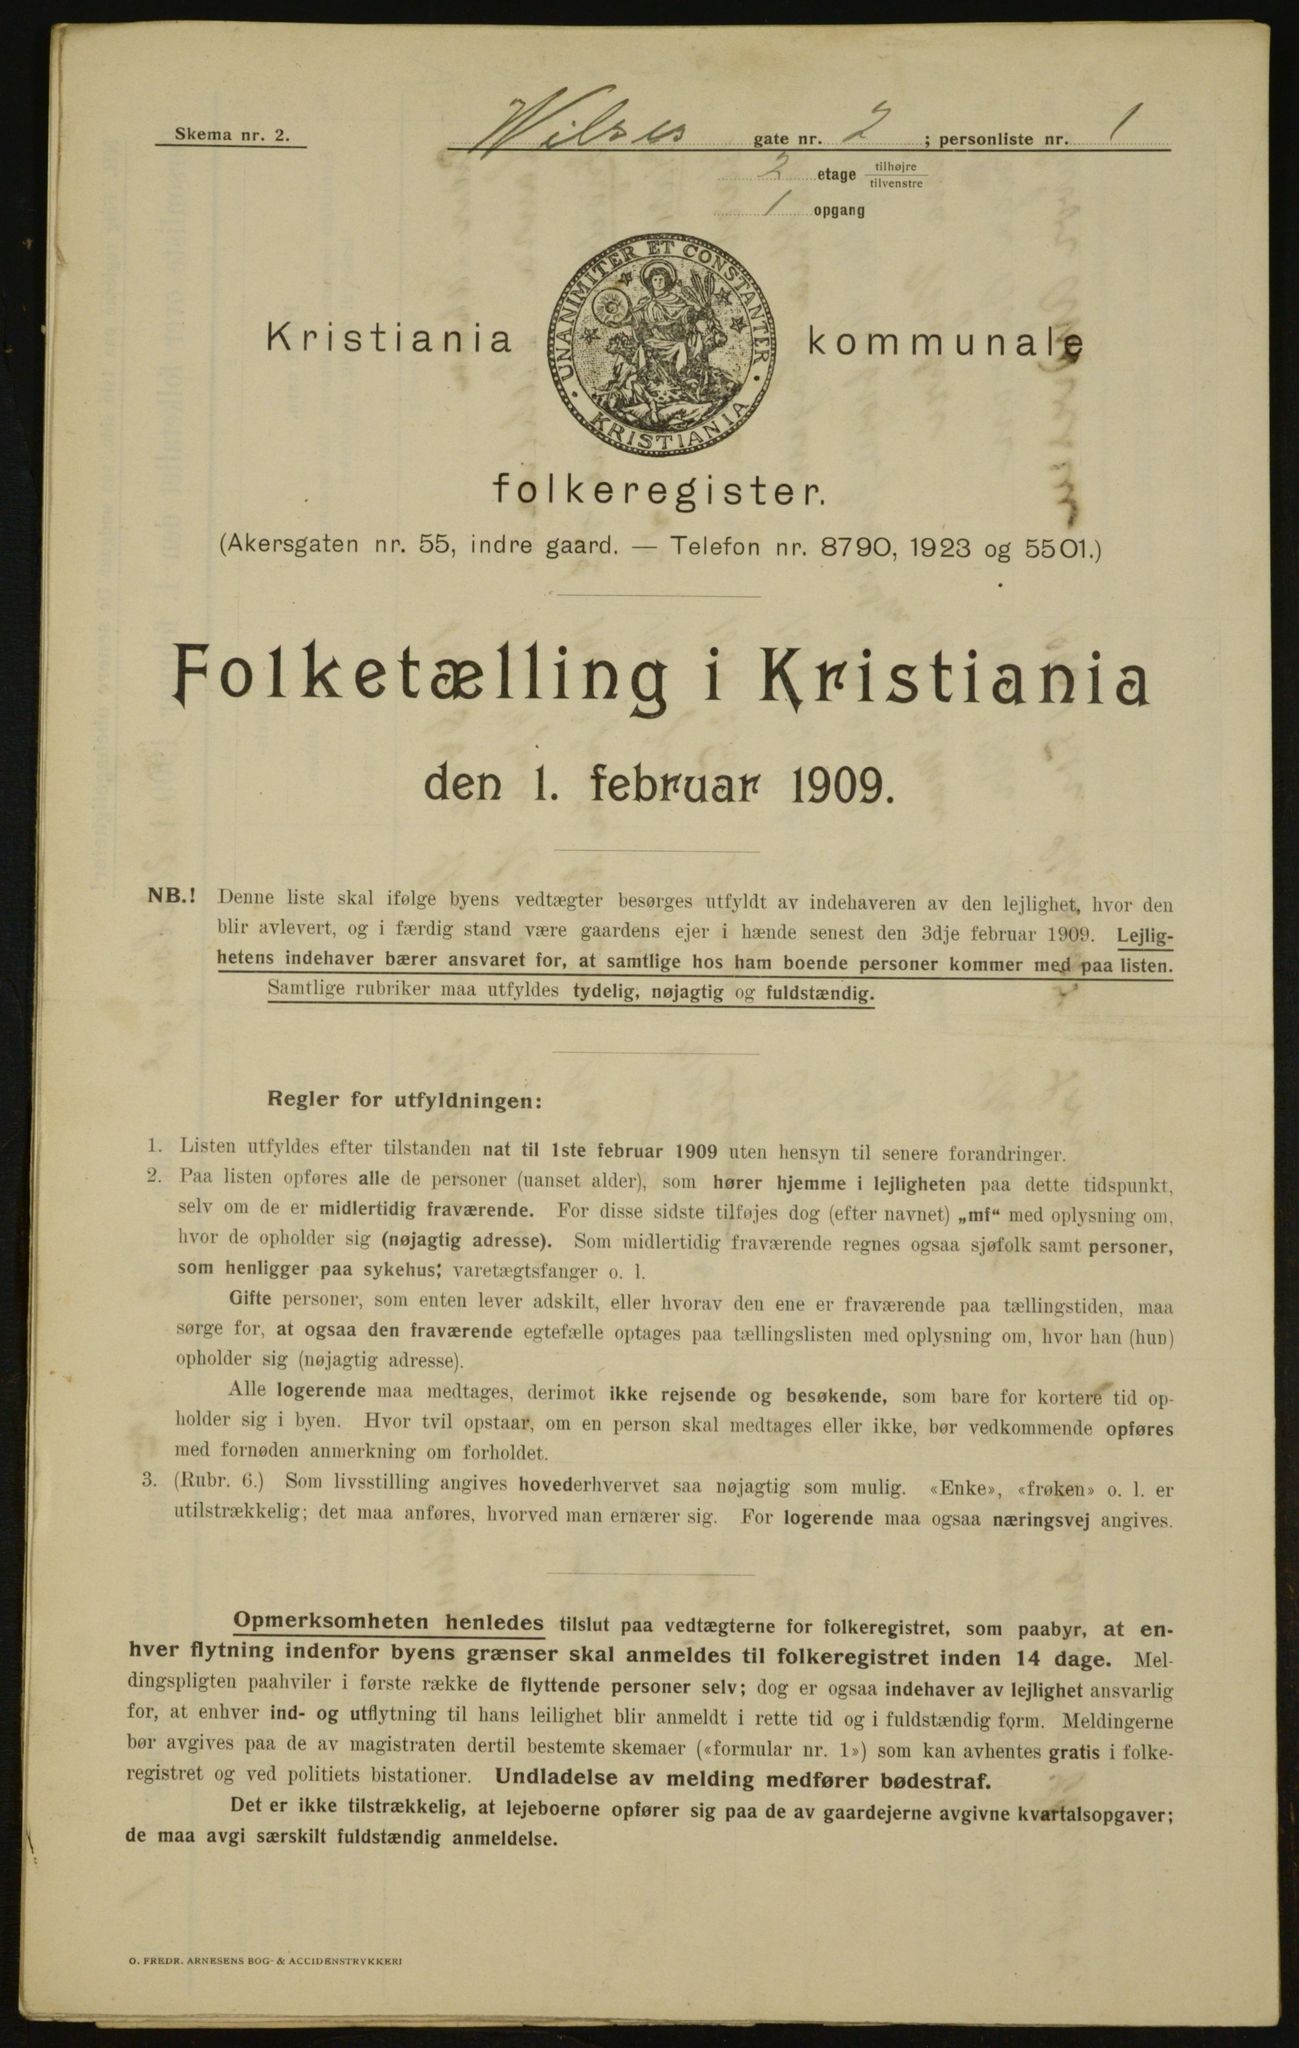 Skema nr. 2.
Wilses gate nr. 2 ; personliste nr. 1
2 etage tilhøjre
tilvenstre
1 opgang
UNANIMITER ET CONSTANTER
KRISTIANIA
Kristiania kommunale
folkeregister.
(Akersgaten nr. 55, indre gaard. — Telefon nr. 8790, 1923 og 5501.)
Folketælling i Kristiania
den 1. februar 1909.
NB.! Denne liste skal ifølge byens vedtægter besørges utfyldt av indehaveren av den lejlighet, hvor den
blir avlevert, og i færdig stand være gaardens ejer i hænde senest den 3dje februar 1909. Lejlig-
hetens indehaver bærer ansvaret for, at samtlige hos ham boende personer kommer med paa listen.
Samtlige rubriker maa utfyldes tydelig, nøjagtig og fuldstændig.
Regler for utfyldningen:
1. Listen utfyldes efter tilstanden nat til 1ste februar 1909 uten hensyn til senere forandringer.
2. Paa listen opføres alle de personer (uanset alder), som hører hjemme i lejligheten paa dette tidspunkt,
selv om de er midlertidig fraværende. For disse sidste tilføjes dog (efter navnet) „mf“ med oplysning om,
hvor de opholder sig (nøjagtig adresse). Som midlertidig fraværende regnes ogsaa sjøfolk samt personer,
som henligger paa sykehus; varetægtsfanger o. l.
Gifte personer, som enten lever adskilt, eller hvorav den ene er fraværende paa tællingstiden, maa
sørge for, at ogsaa den fraværende egtefælle optages paa tællingslisten med oplysning om, hvor han (hun)
opholder sig (nøjagtig adresse).
Alle logerende maa medtages, derimot ikke rejsende og besøkende, som bare for kortere tid op-
holder sig i byen. Hvor tvil opstaar, om en person skal medtages eller ikke, bør vedkommende opføres
med fornøden anmerkning om forholdet.
3. (Rubr. 6.) Som livsstilling angives hovederhvervet saa nøjagtig som mulig. «Enke», «frøken» o. l. er
utilstrækkelig; det maa anføres, hvorved man ernærer sig. For logerende maa ogsaa næringsvej angives.
Opmerksomheten henledes tilslut paa vedtægterne for folkeregistret, som paabyr, at en-
hver flytning indenfor byens grænser skal anmeldes til folkeregistret inden 14 dage. Mel-
dingspligten paahviler i første række de flyttende personer selv; dog er ogsaa indehaver av lejlighet ansvarlig
for, at enhver ind- og utflytning til hans leilighet blir anmeldt i rette tid og i fuldstændig form. Meldingerne
bør avgives paa de av magistraten dertil bestemte skemaer («formular nr. 1») som kan avhentes gratis i folke-
registret og ved politiets bistationer. Undladelse av melding medfører bødestraf.
Det er ikke tilstrækkelig, at lejeboerne opfører sig paa de av gaardejerne avgivne kvartalsopgaver;
de maa avgi særskilt fuldstændig anmeldelse.
O. FREDR. ARNESENS BOG- & ACCIDENSTRYKKERI